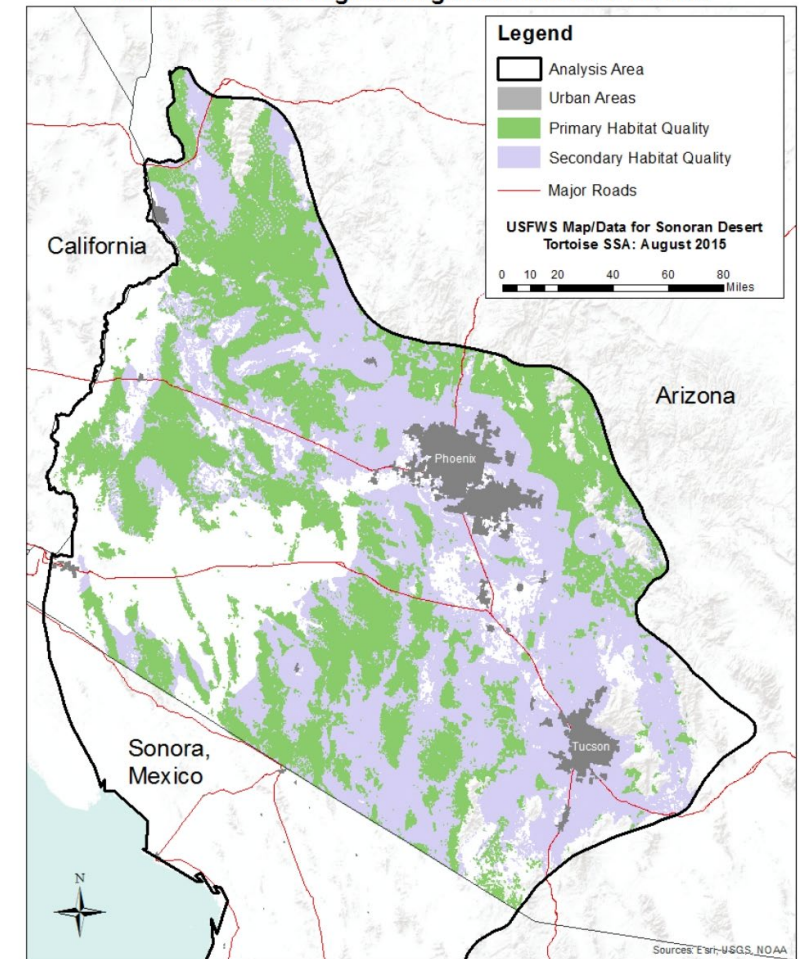 Legend
Analysis Area
Urban Areas
Primary Habitat Quality
Secondary Habitat Quality
Major Roads
USFWS Map/Data for Sonoran Desert
Tortoise SSA: August 2015
0 10 20 40 60 80
Miles
California
Arizona
Phoenix
Tucson
Sonora,
Mexico
N
Sources: Esri, USGS, NOAA